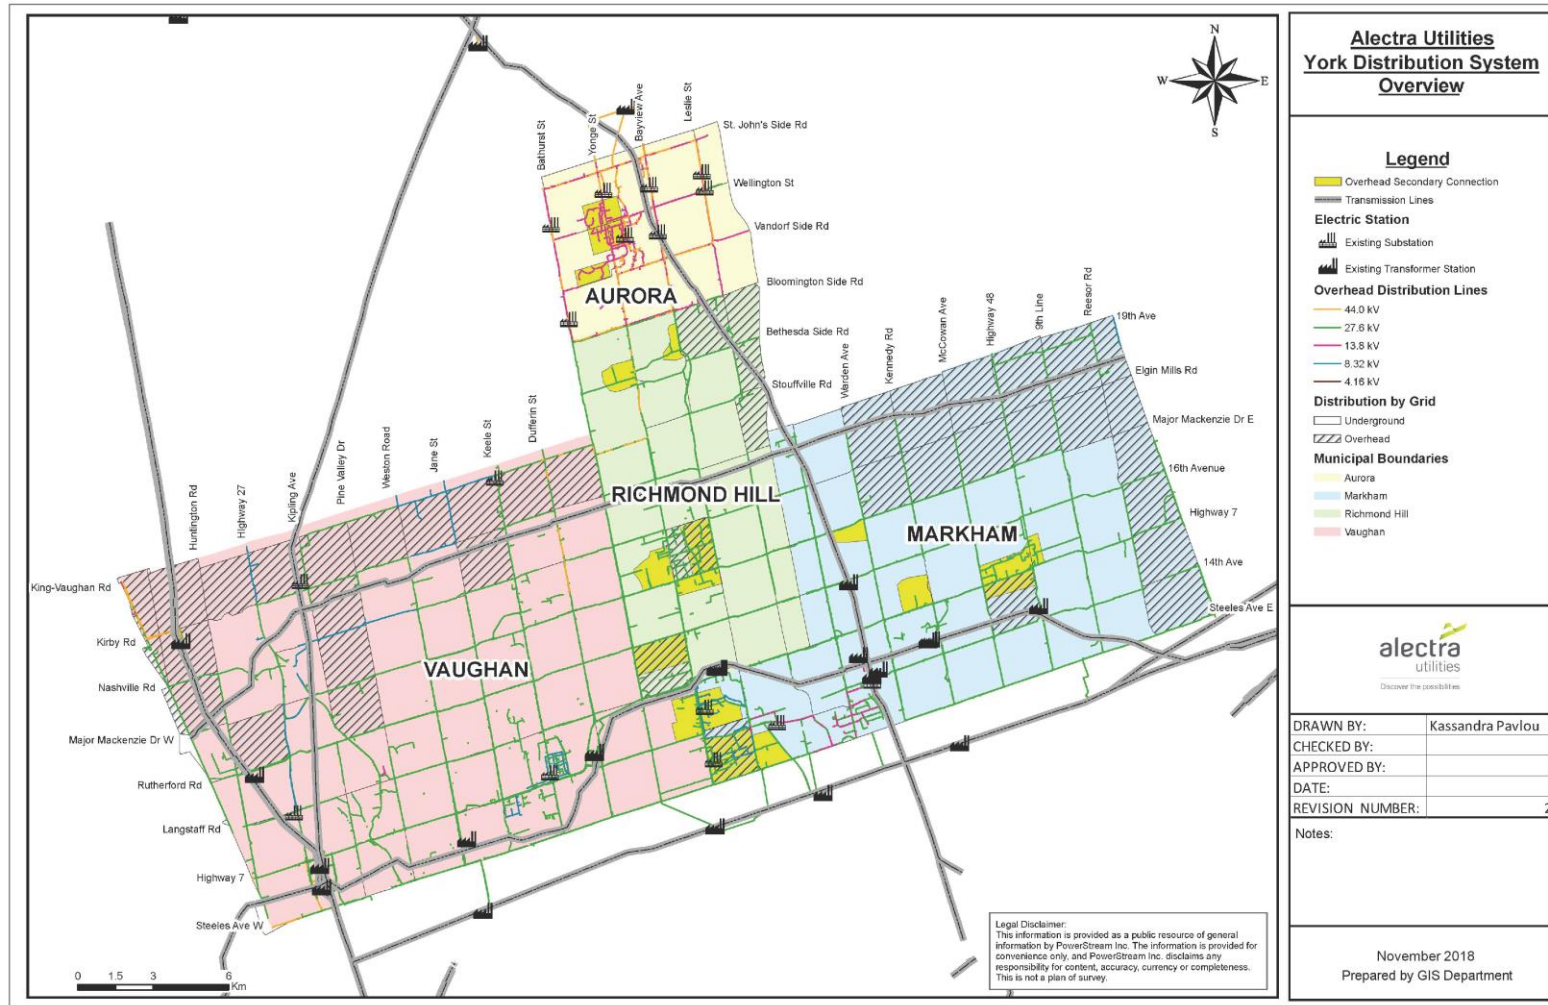 Alectra Utilities
York Distribution System
Overview
Legend
Overhead Secondary Connection
Transmission Lines
Electric Station
Existing Substation
Existing Transformer Station
Overhead Distribution Lines
44.0 kV
27.6 kV
13.8 kV
8.32 kV
4.16 kV
Distribution by Grid
Underground
Overhead
Municipal Boundaries
Aurora
Markham
Richmond Hill
Vaughan
alectra
utilities
Discover the possibilities
DRAWN BY: Kassandra Pavlou
CHECKED BY:
APPROVED BY:
DATE:
REVISION NUMBER: 2
Notes:
November 2018
Prepared by GIS Department
N
W E
S
Bathurst St
Yonge St
Bayview Ave
Leslie St
St. John's Side Rd
Wellington St
Vandorf Side Rd
Bloomington Side Rd
Bethesda Side Rd
Stouffville Rd
AURORA
Warden Ave
Kennedy Rd
McCowan Ave
Highway 48
9th Line
Reesor Rd
19th Ave
Elgin Mills Rd
Major Mackenzie Dr E
16th Avenue
Highway 7
14th Ave
Steeles Ave E
RICHMOND HILL
MARKHAM
VAUGHAN
Huntington Rd
Highway 27
Kipling Ave
Pine Valley Dr
Weston Road
Jane St
Keele St
Dufferin St
King-Vaughan Rd
Kirby Rd
Nashville Rd
Major Mackenzie Dr W
Rutherford Rd
Langstaff Rd
Highway 7
Steeles Ave W
0 1.5 3 6
Km
Legal Disclaimer:
This information is provided as a public resource of general
information by PowerStream Inc. The information is provided for
convenience only, and PowerStream Inc. disclaims any
responsibility for content, accuracy, currency or completeness.
This is not a plan of survey.